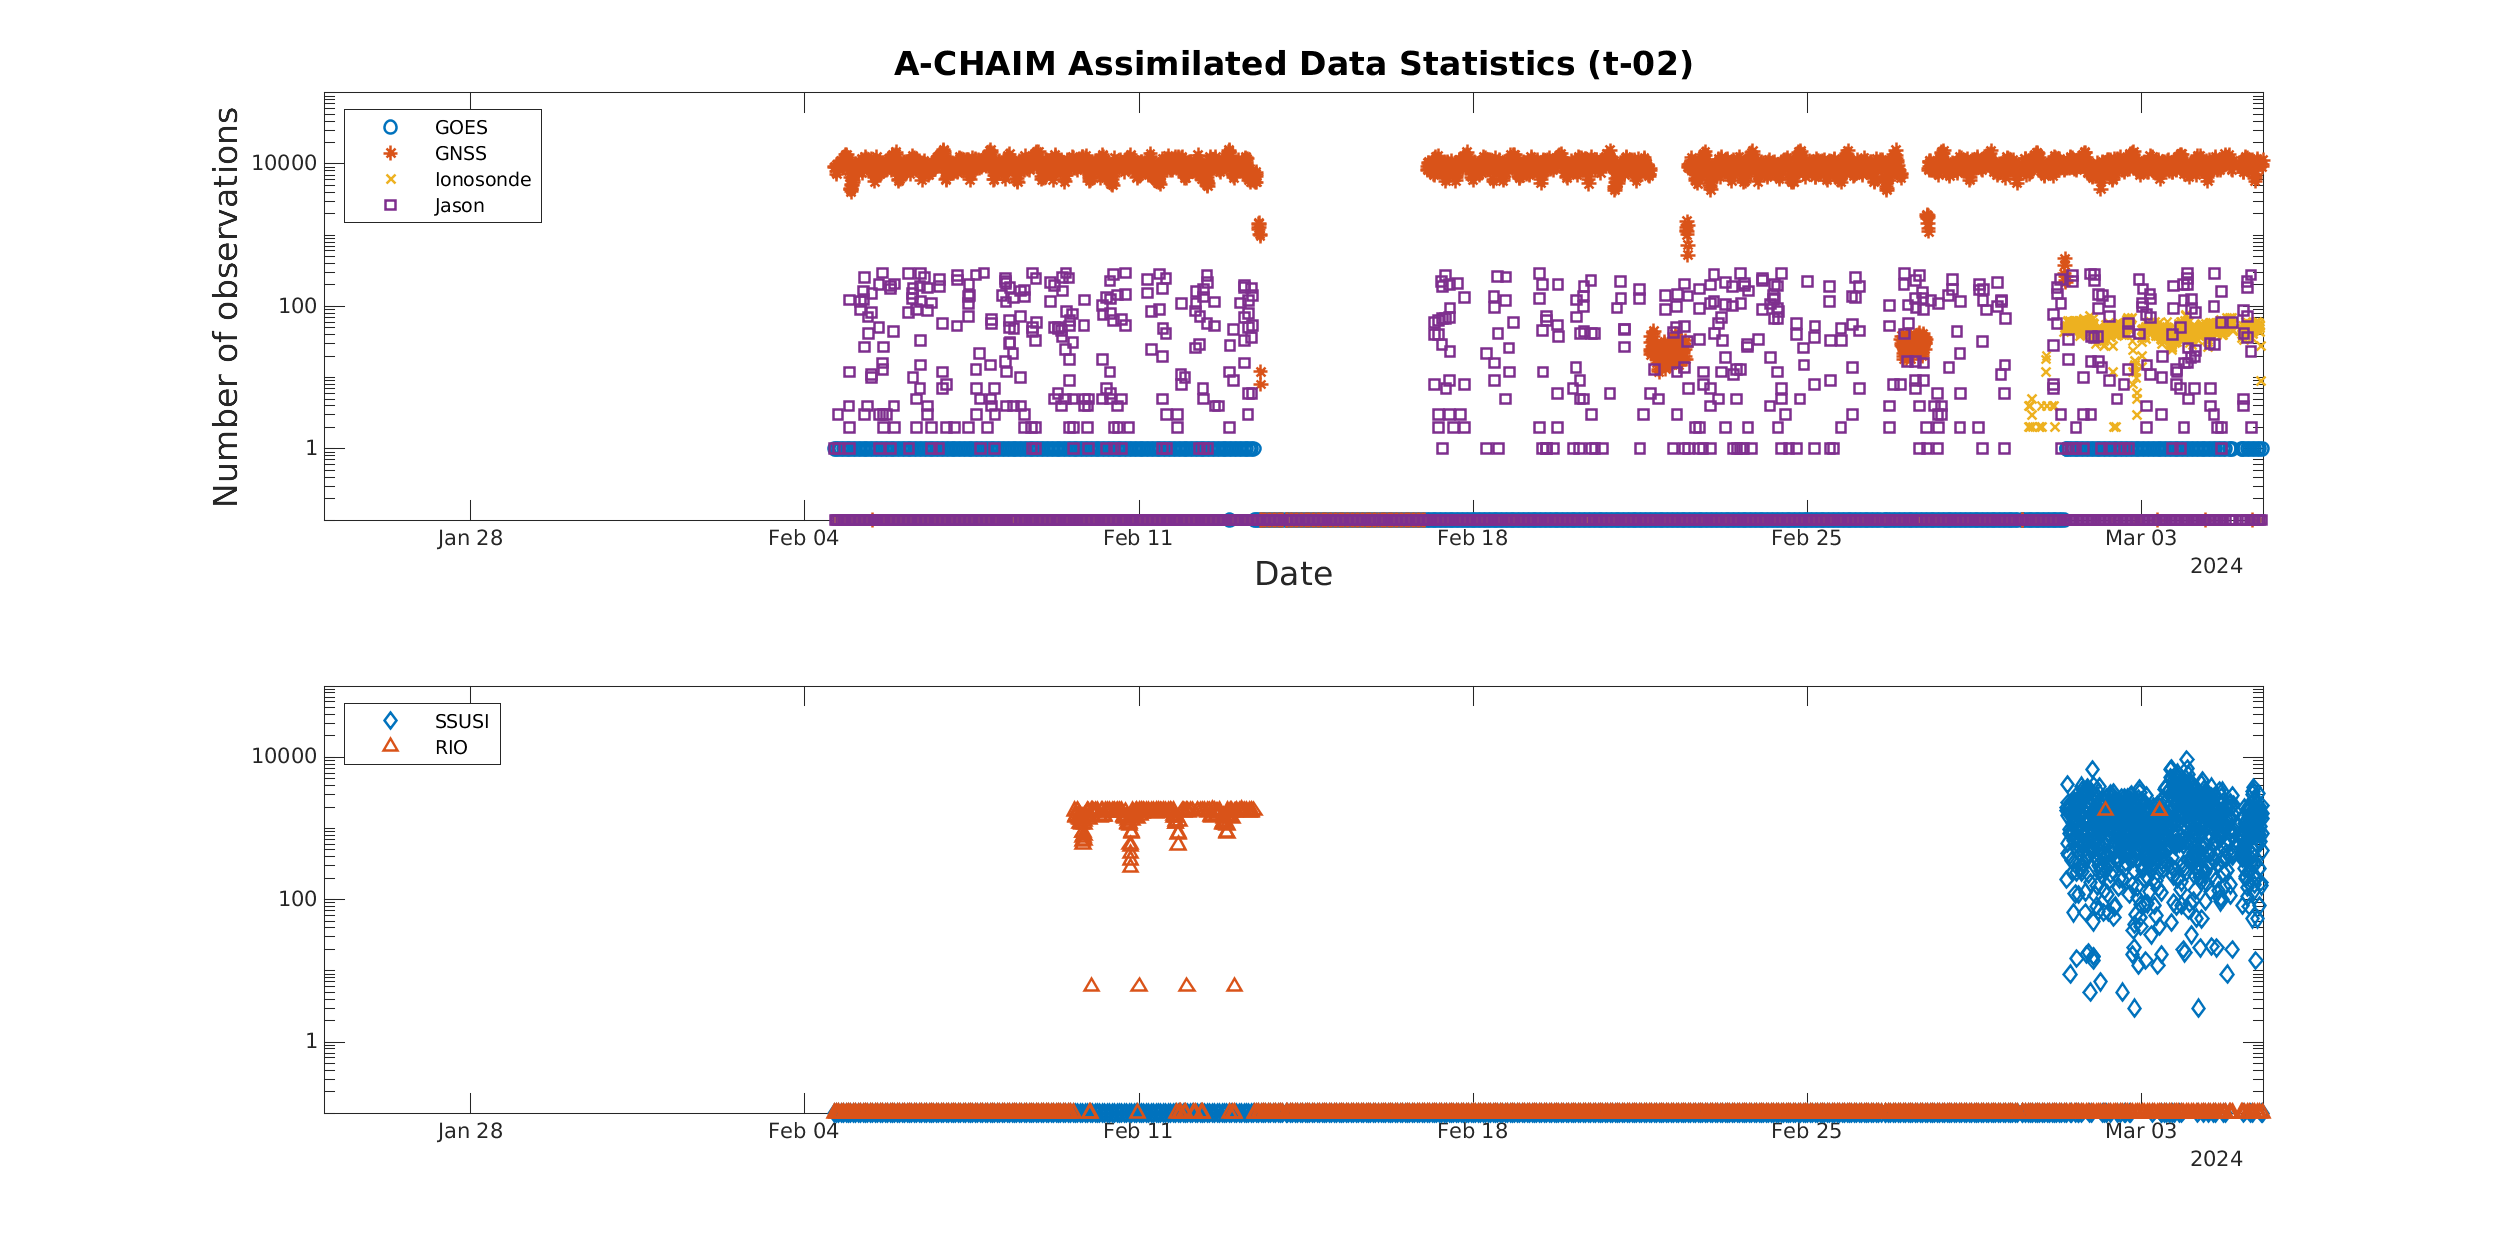 A-CHAIM Assimilated Data Statistics (t-02)
Number of observations
GOES
GNSS
Ionosonde
Jason
10000
100
1
Jan 28 Feb 04 Feb 11 Feb 18 Feb 25 Mar 03
2024
Date
SSUSI
RIO
10000
100
1
Jan 28 Feb 04 Feb 11 Feb 18 Feb 25 Mar 03
2024